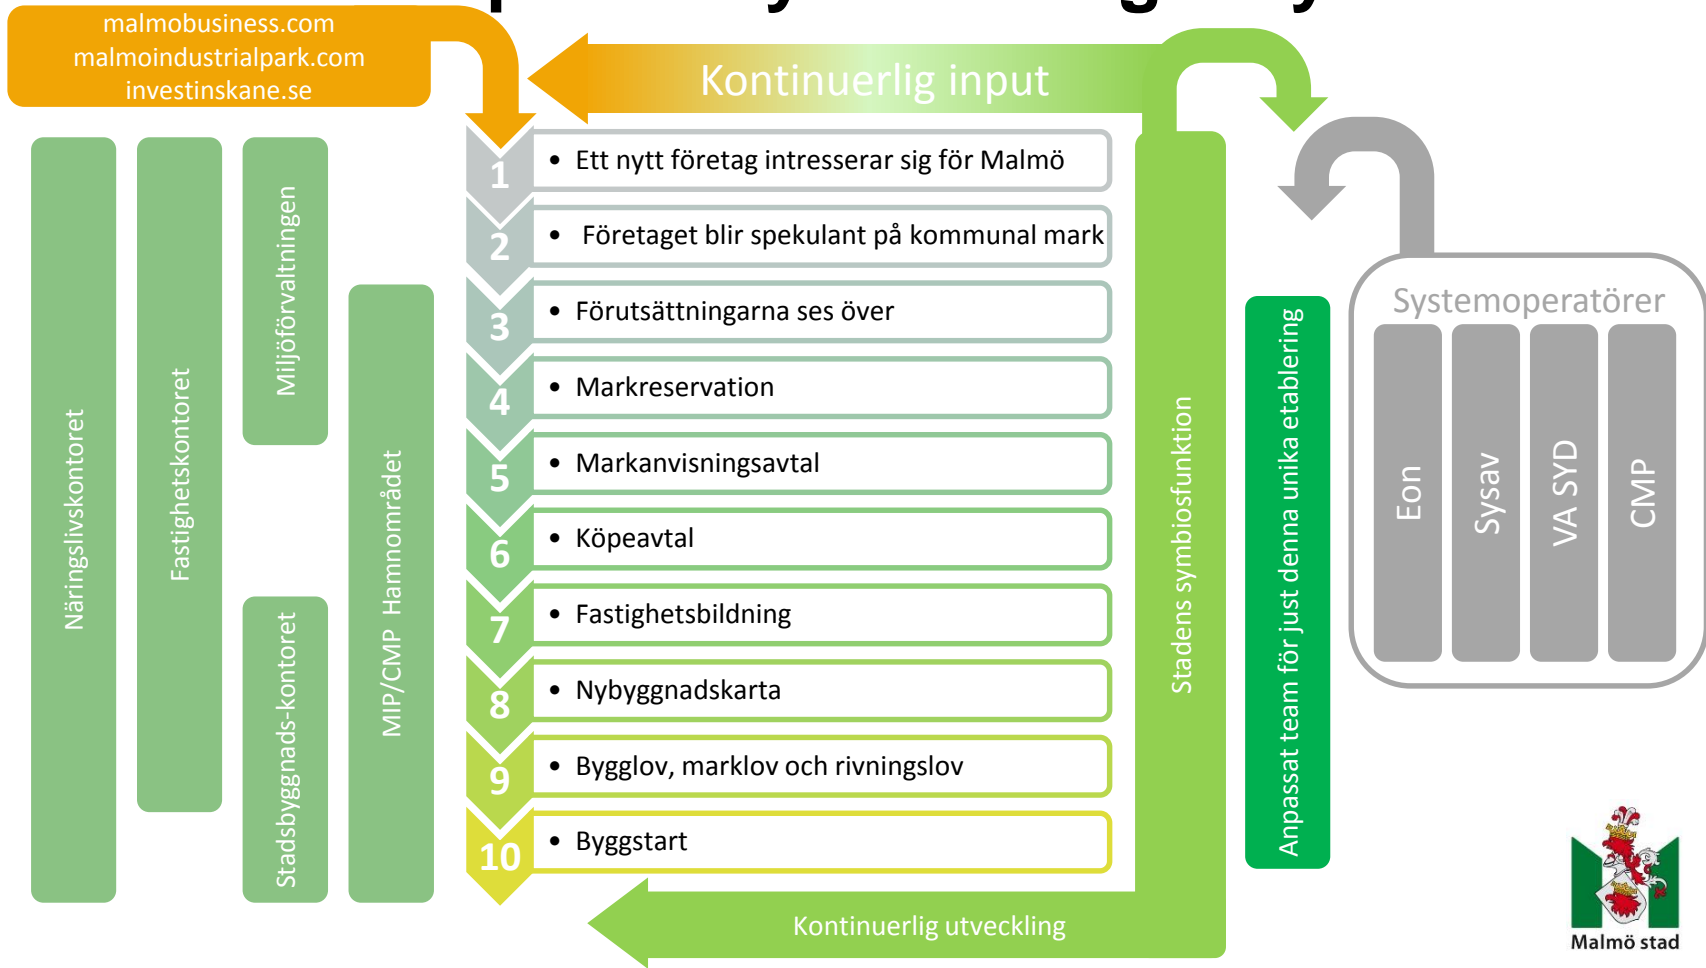 malmobusiness.com
malmoindustrialpark.com
investinskane.se
Kontinuerlig input
Näringslivskontoret
Fastighetskontoret
Miljöförvaltningen
Stadsbyggnads-kontoret
MIP/CMP Hamnområdet
1
• Ett nytt företag intresserar sig för Malmö
2
• Företaget blir spekulant på kommunal mark
3
• Förutsättningarna ses över
4
• Markreservation
5
• Markanvisningsavtal
6
• Köpeavtal
7
• Fastighetsbildning
8
• Nybyggnadskarta
9
• Bygglov, marklov och rivningslov
10
• Byggstart
Kontinuerlig utveckling
Stadens symbiosfunktion
Anpassat team för just denna unika etablering
Systemoperatörer
Eon
Sysav
VA SYD
CMP
Malmö stad